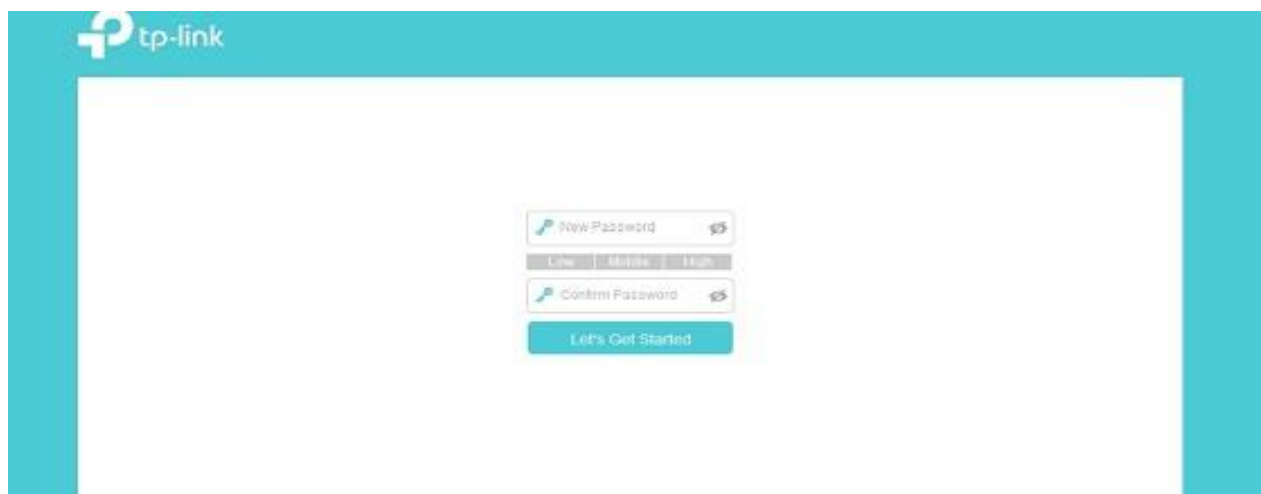 tp-link
New Password
Low Middle High
Confirm Password
Let's Get Started